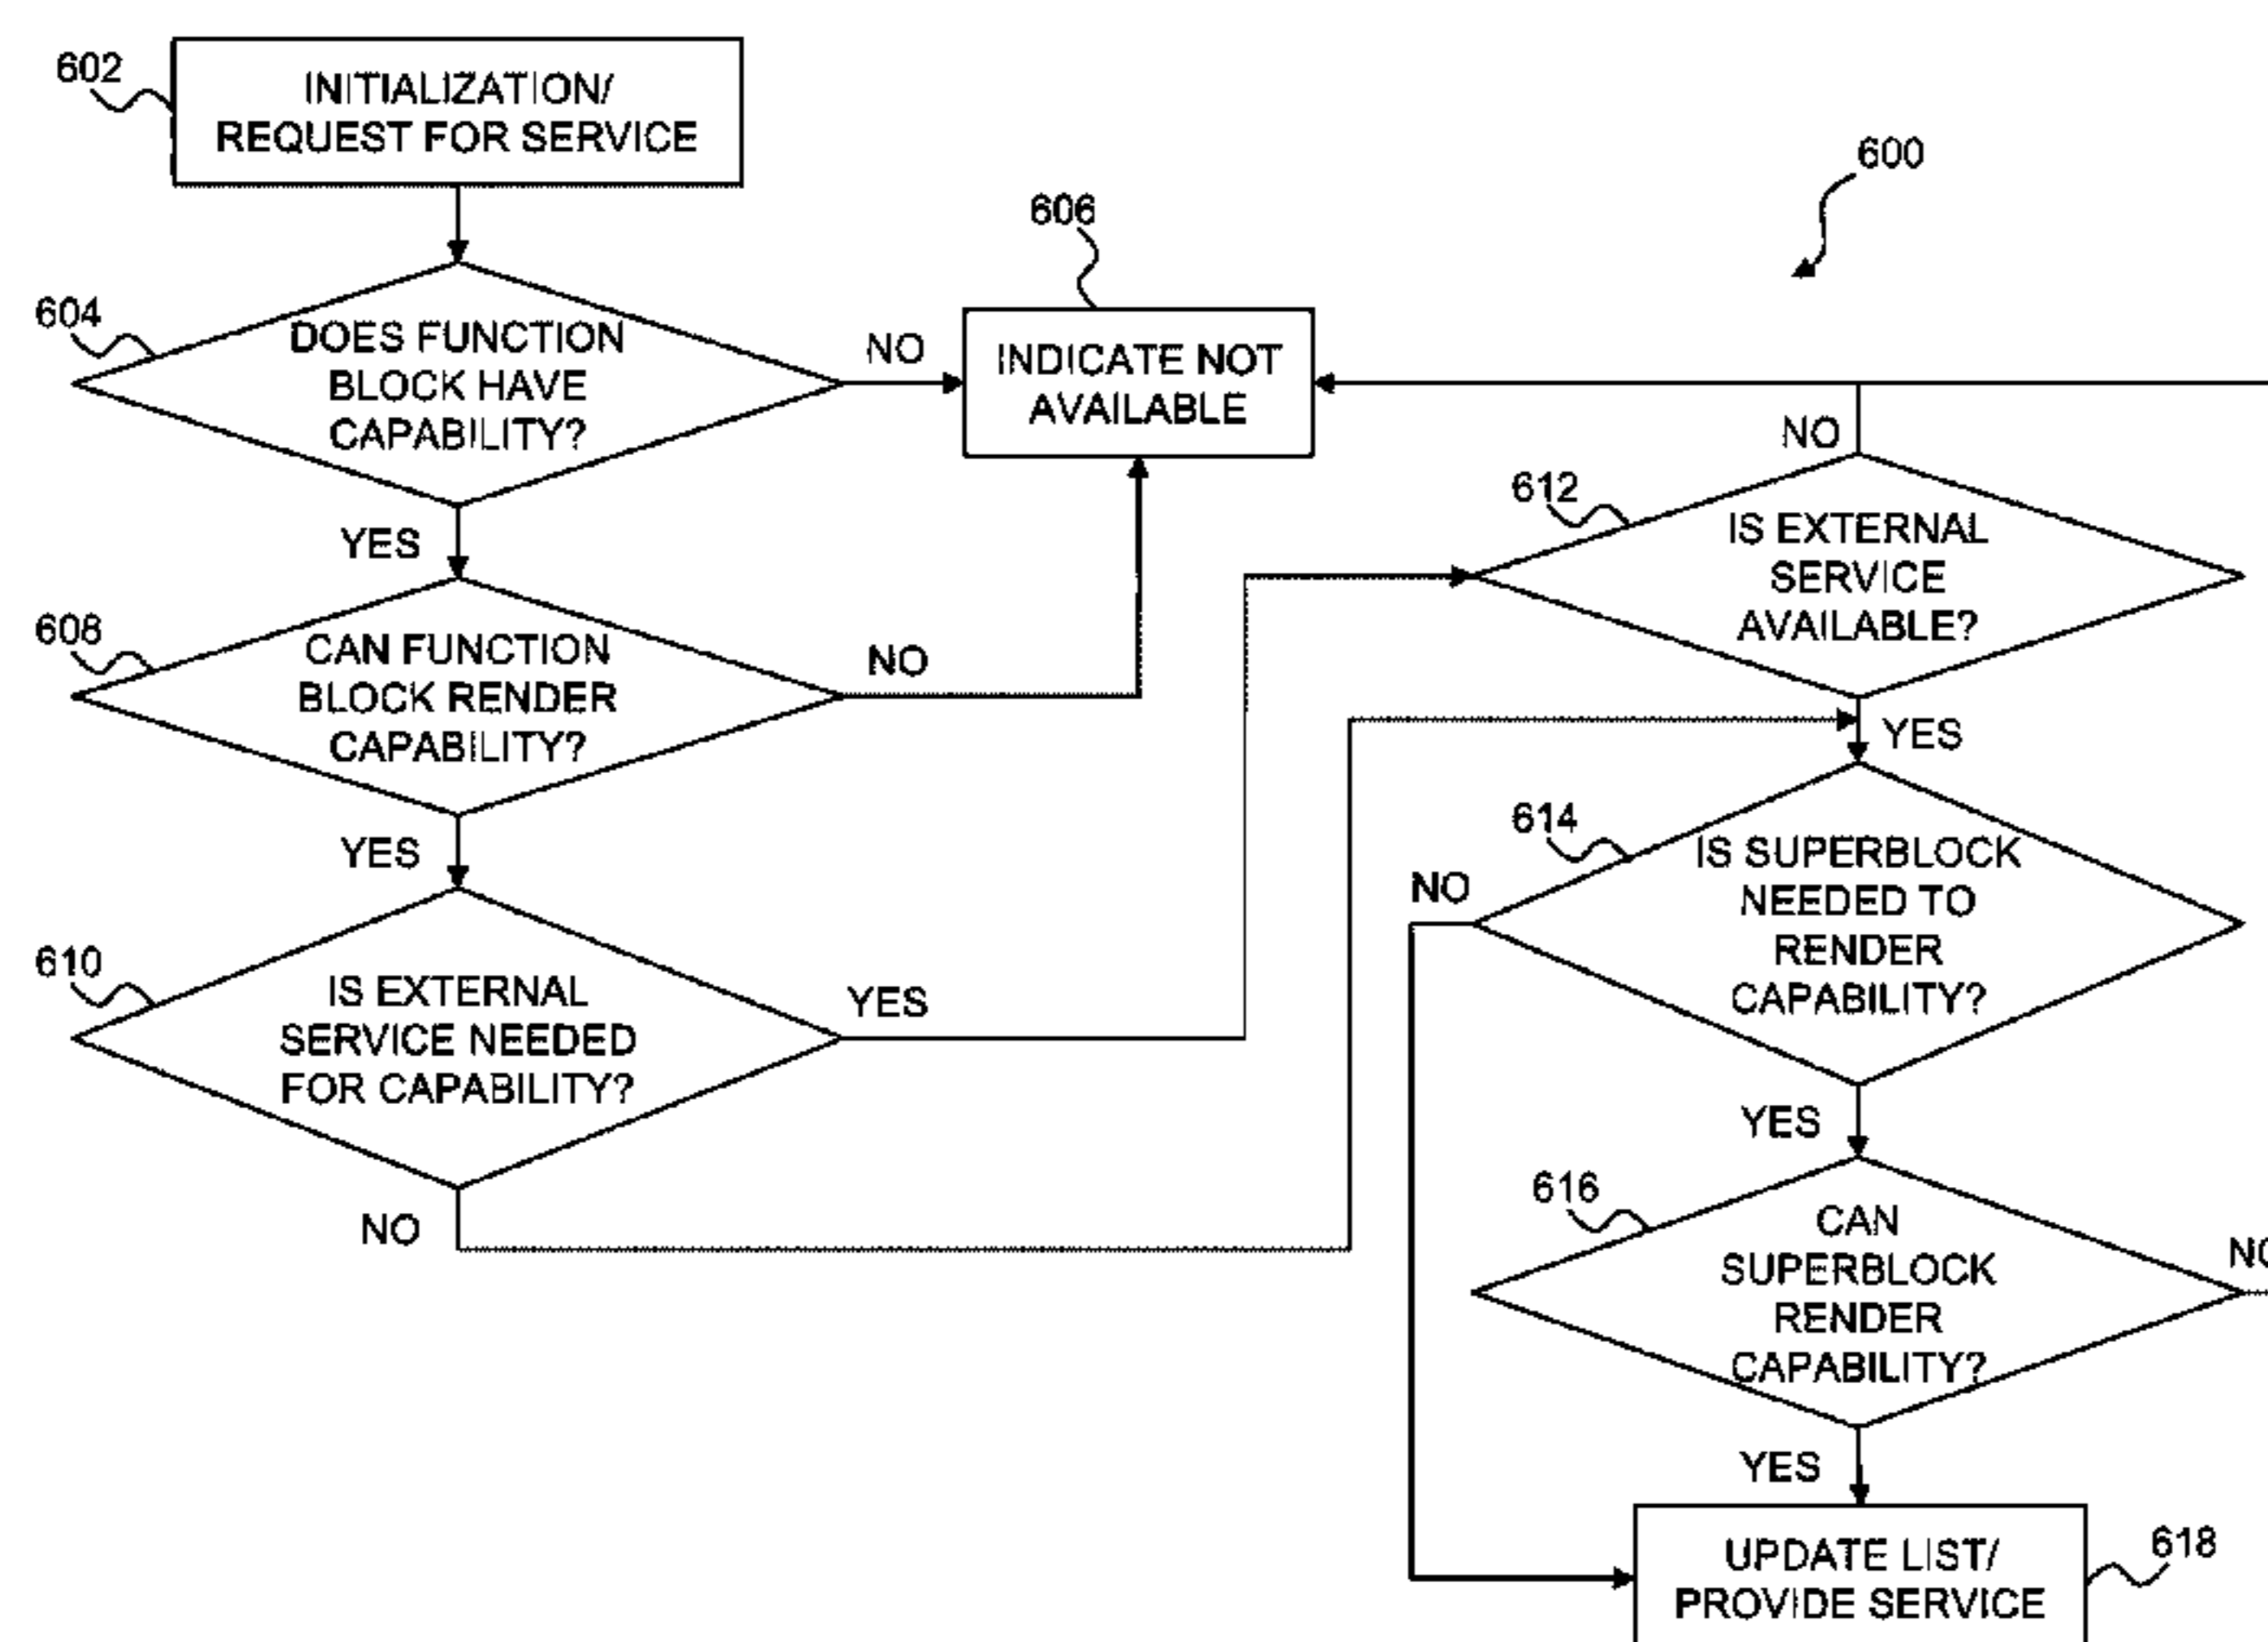 602
INITIALIZATION/
REQUEST FOR SERVICE
600
606
604
DOES FUNCTION
BLOCK HAVE
CAPABILITY?
NO
INDICATE NOT
AVAILABLE
NO
612
IS EXTERNAL
SERVICE
AVAILABLE?
YES
608
CAN FUNCTION
BLOCK RENDER
CAPABILITY?
NO
YES
614
IS SUPERBLOCK
NEEDED TO
RENDER
CAPABILITY?
NO
YES
610
IS EXTERNAL
SERVICE NEEDED
FOR CAPABILITY?
YES
NO
YES
616
CAN
SUPERBLOCK
RENDER
CAPABILITY?
YES
618
UPDATE LIST/
PROVIDE SERVICE